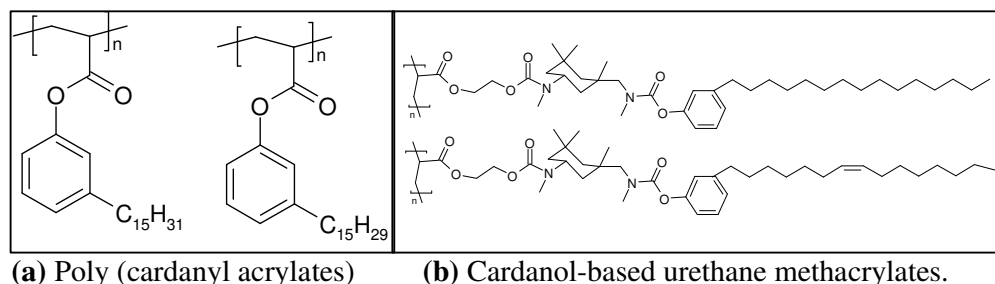 n
n
O
O
O
O
C15H31
C15H29
n
O
O
O
O
O
N
N
O
O
n
O
O
O
O
N
N
O
O
(a) Poly (cardanyl acrylates)
(b) Cardanol-based urethane methacrylates.